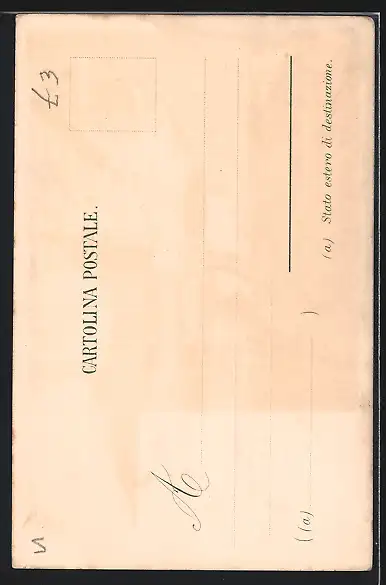 £3
CARTOLINA POSTALE.
A
((a) )
(a) Stato estero di destinazione.